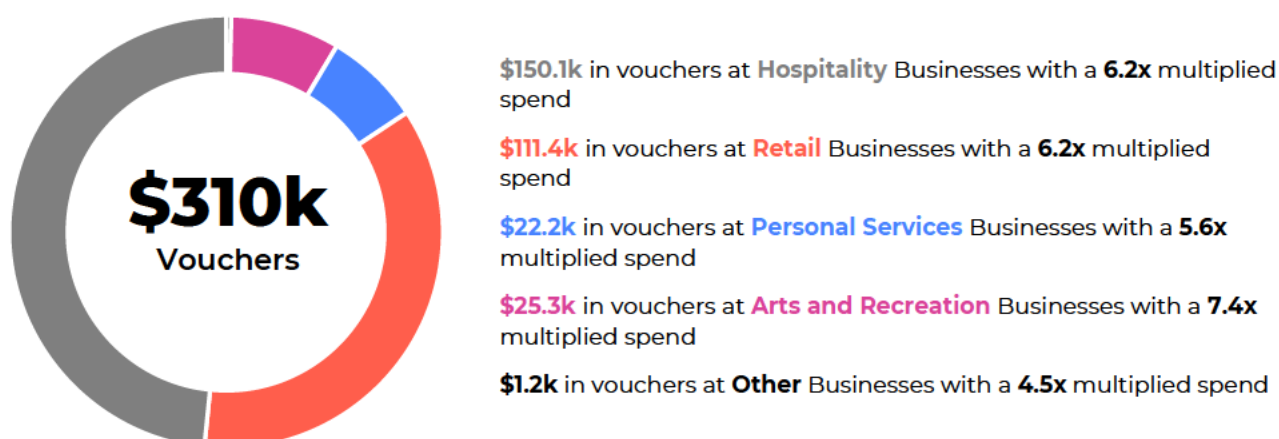 $310k
Vouchers
$150.1k in vouchers at Hospitality Businesses with a 6.2x multiplied
spend
$111.4k in vouchers at Retail Businesses with a 6.2x multiplied
spend
$22.2k in vouchers at Personal Services Businesses with a 5.6x
multiplied spend
$25.3k in vouchers at Arts and Recreation Businesses with a 7.4x
multiplied spend
$1.2k in vouchers at Other Businesses with a 4.5x multiplied spend